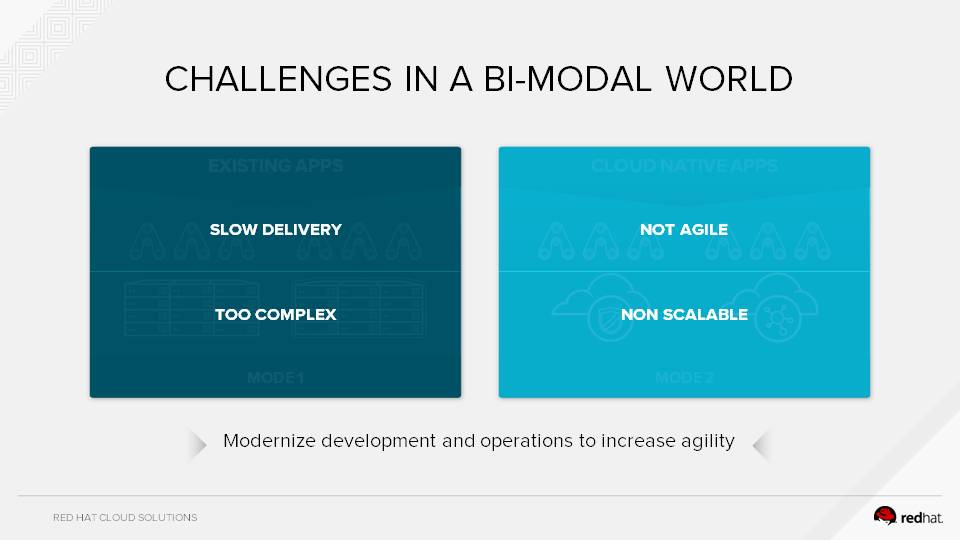 CHALLENGES IN A BI-MODAL WORLD
EXISTING APPS
SLOW DELIVERY
TOO COMPLEX
MODE 1
CLOUD NATIVE APPS
NOT AGILE
NON SCALABLE
MODE 2
Modernize development and operations to increase agility
RED HAT CLOUD SOLUTIONS
redhat.